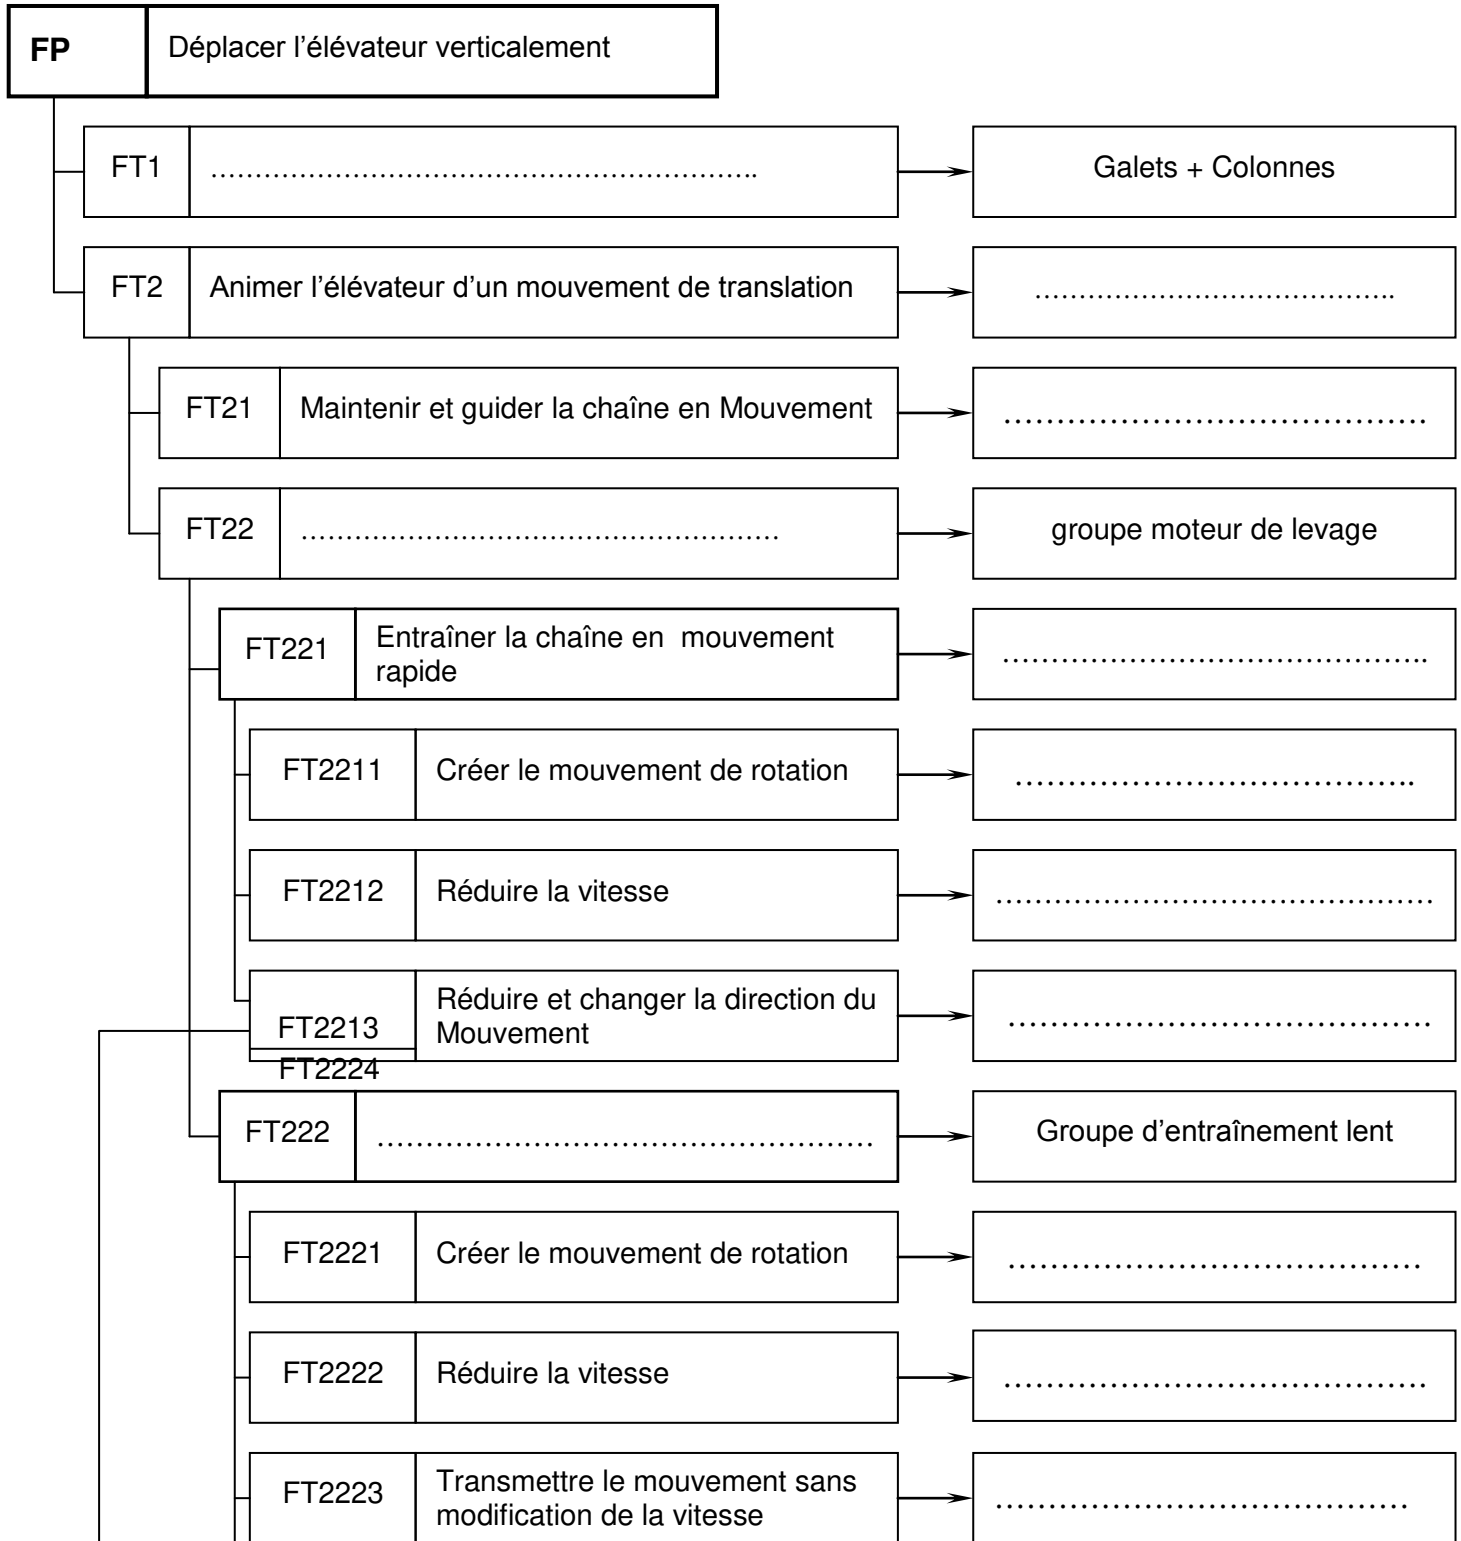 FP Déplacer l’élévateur verticalement
FT1 ………………………………………………………….. Galets + Colonnes
FT2 Animer l’élévateur d’un mouvement de translation ……………………………………..
FT21 Maintenir et guider la chaîne en Mouvement ……………………………………
FT22 ……………………………………………… groupe moteur de levage
FT221 Entraîner la chaîne en mouvement
rapide
……………………………………..
FT2211 Créer le mouvement de rotation …………………………………..
FT2212 Réduire la vitesse ………………………………………
FT2213 Réduire et changer la direction du
Mouvement
……………………………………
FT2224
FT222 …………………………………………… Groupe d’entraînement lent
FT2221 Créer le mouvement de rotation ……………………………………
FT2222 Réduire la vitesse ……………………………………
FT2223 Transmettre le mouvement sans
modification de la vitesse
……………………………………